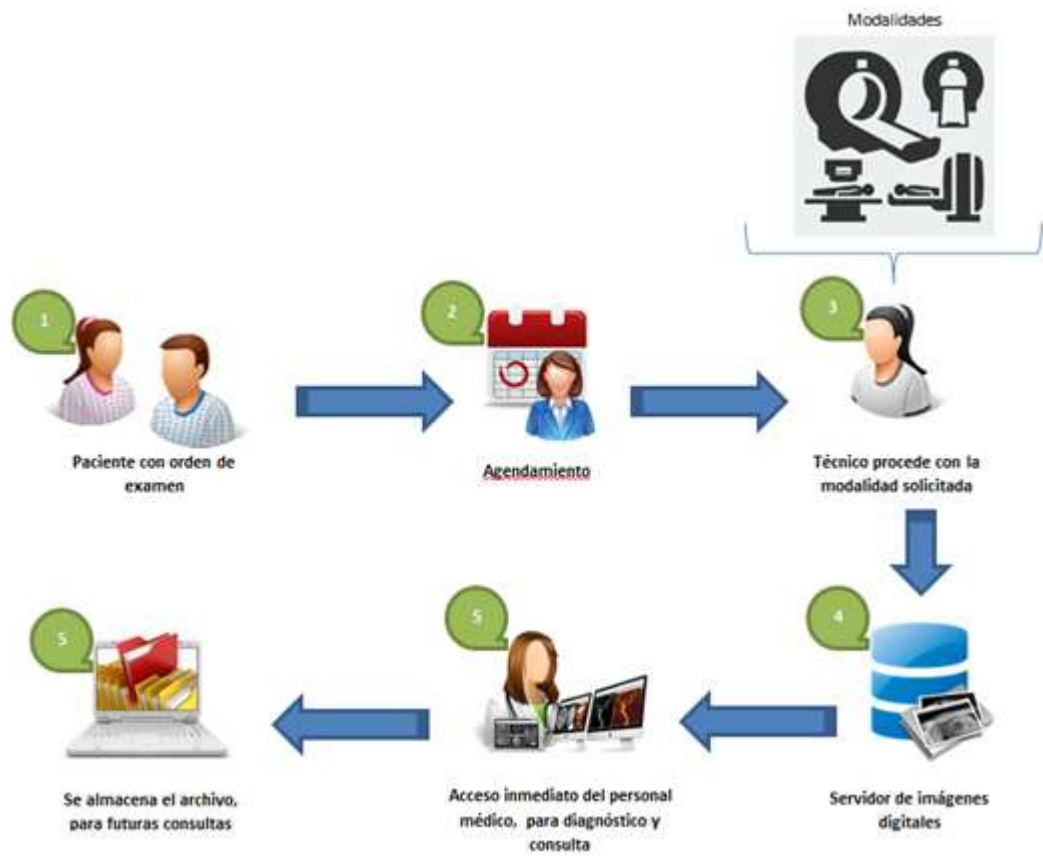 Modalidades
1
2
3
Paciente con orden de
examen
Agendamiento
Técnico procede con la
modalidad solicitada
5
5
4
Se almacena el archivo,
para futuras consultas
Acceso inmediato del personal
médico, para diagnóstico y
consulta
Servidor de imágenes
digitales